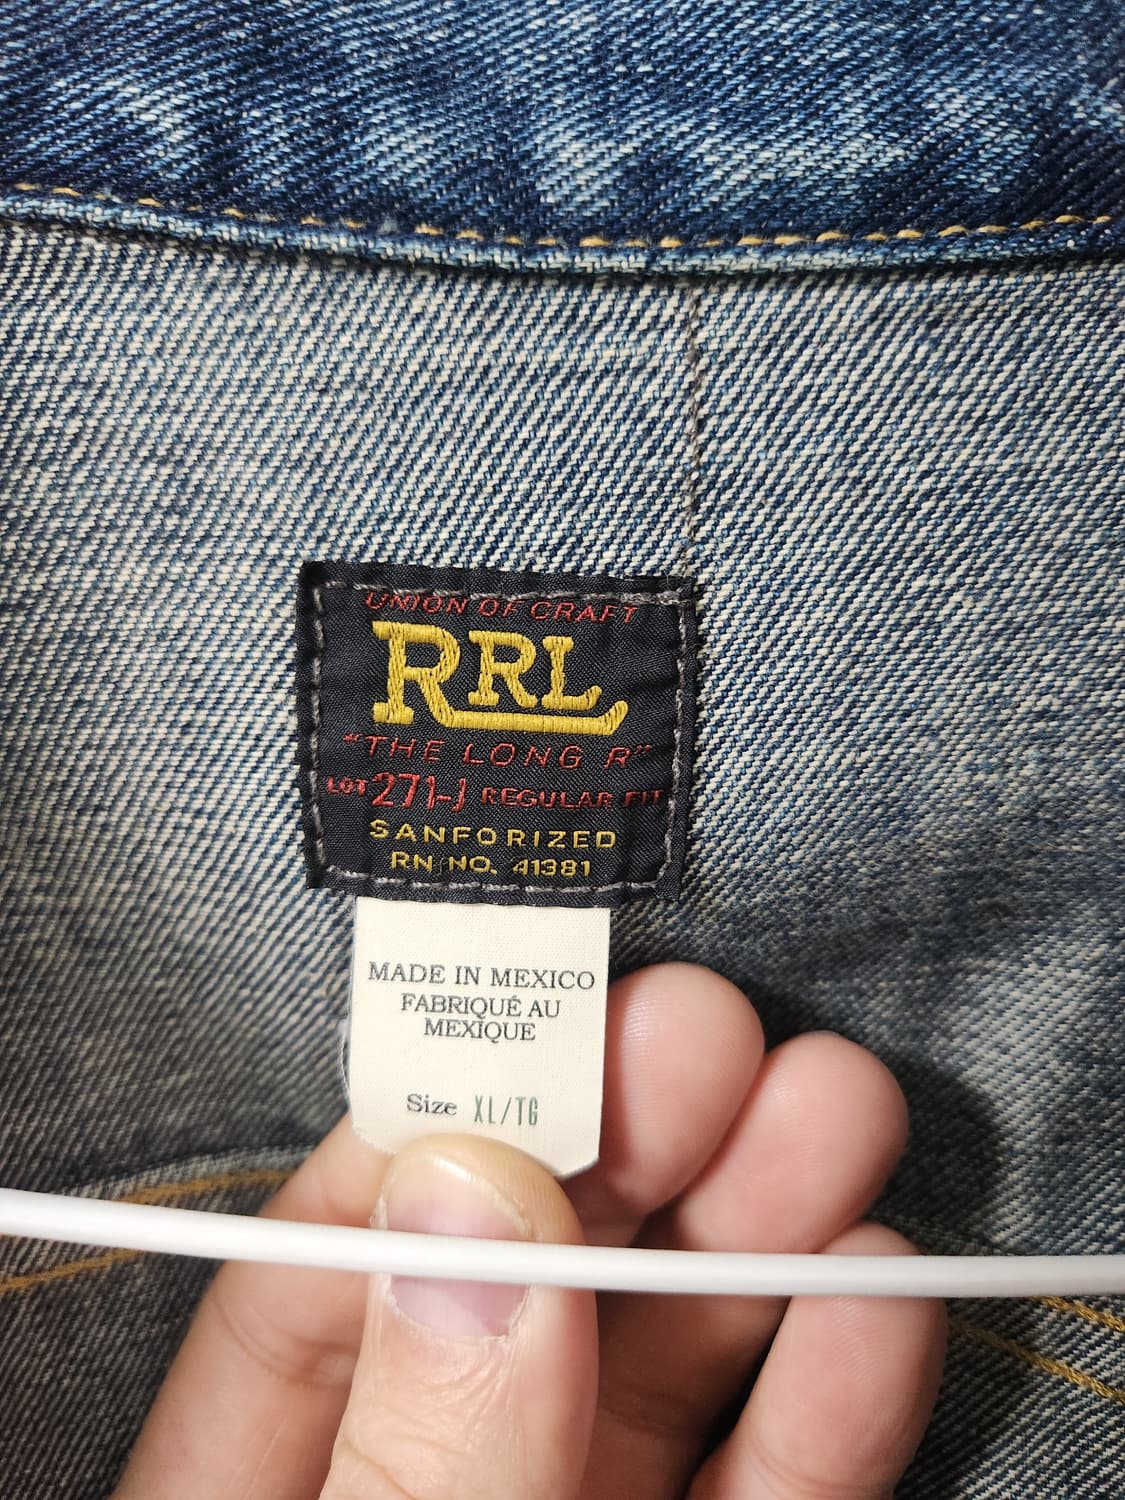 UNION OF CRAFT
RRL
"THE LONG R"
LOT 271-J REGULAR FIT
SANFORIZED
RN NO. 41381
MADE IN MEXICO
FABRIQUÉ AU
MEXIQUE
Size XL/TG